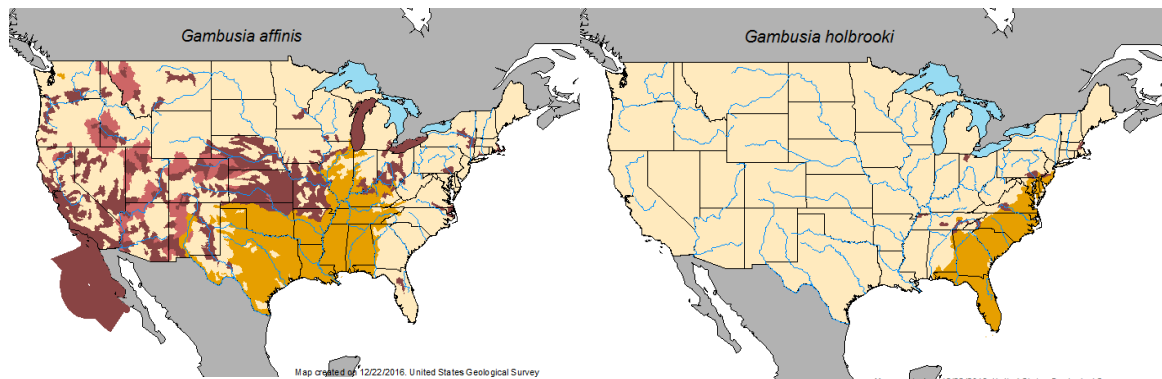 Gambusia affinis
Gambusia holbrooki
Map created on 12/22/2016. United States Geological Survey